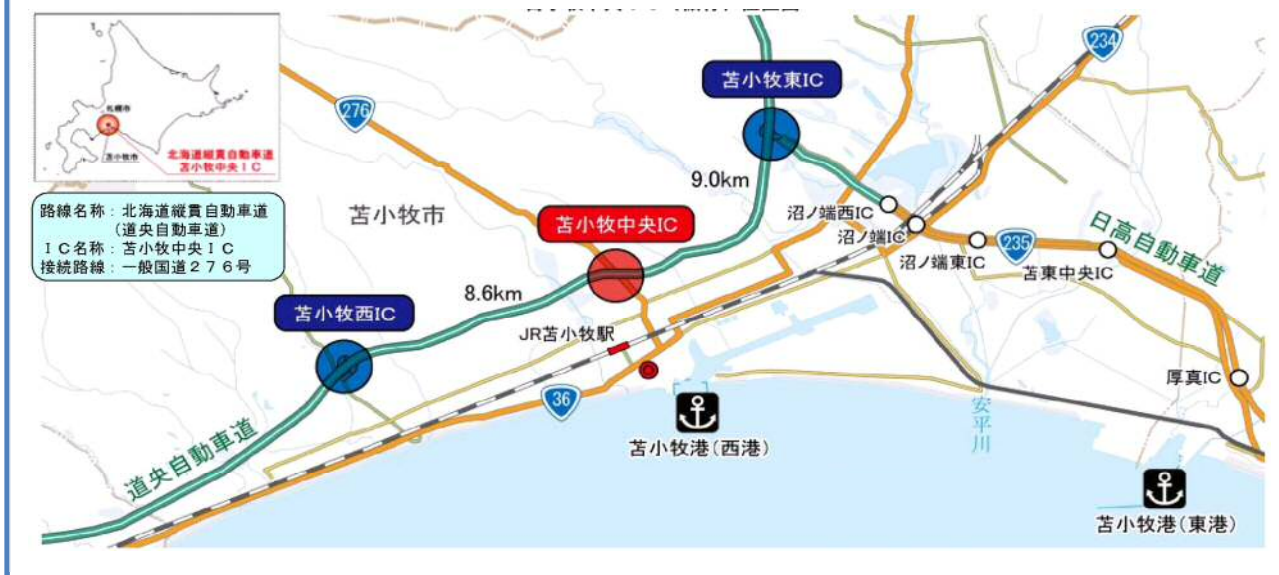 276
234
苫小牧東IC
札幌市
苫小牧市
北海道縦貫自動車道
苫小牧中央IC
9.0km
路線名称：北海道縦貫自動車道
(道央自動車道)
ＩＣ名称：苫小牧中央ＩＣ
接続路線：一般国道２７６号
苫小牧市
苫小牧中央IC
沼ノ端西IC
沼ノ端IC
沼ノ端東IC
235
日高自動車道
苫東中央IC
8.6km
苫小牧西IC
JR苫小牧駅
厚真IC
36
安平川
苫小牧港(西港)
道央自動車道
苫小牧港(東港)